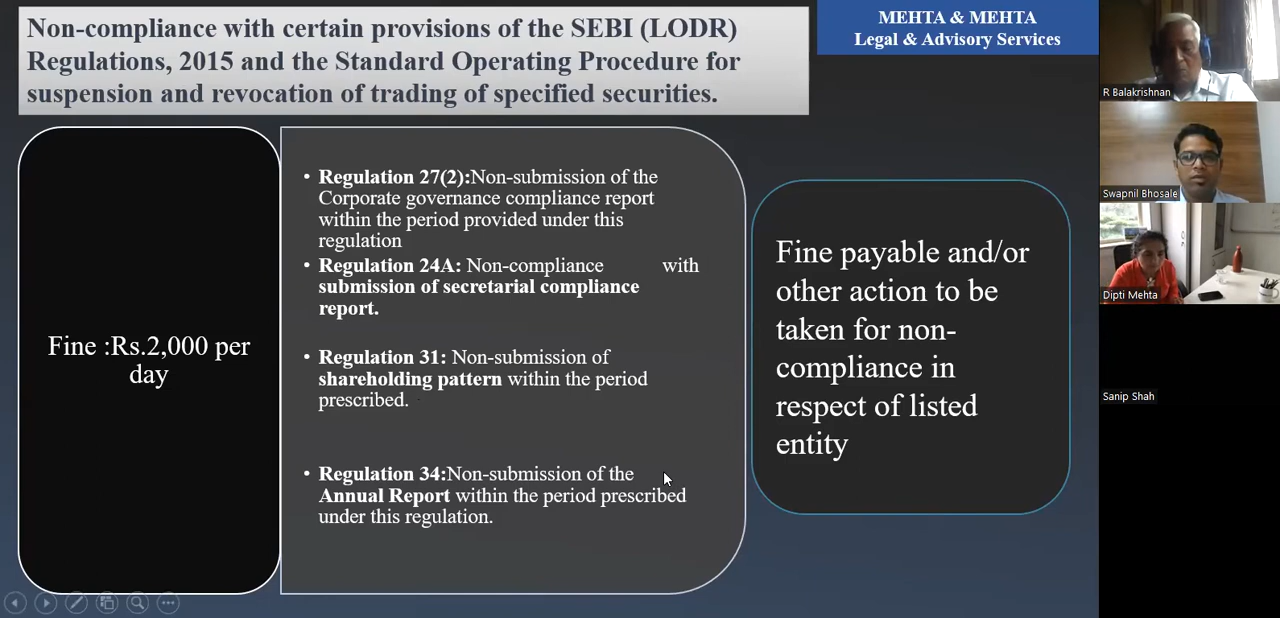 Non-compliance with certain provisions of the SEBI (LODR)
Regulations, 2015 and the Standard Operating Procedure for
suspension and revocation of trading of specified securities.
MEHTA & MEHTA
Legal & Advisory Services
Fine :Rs.2,000 per
day
• Regulation 27(2):Non-submission of the
Corporate governance compliance report
within the period provided under this
regulation
• Regulation 24A: Non-compliance with
submission of secretarial compliance
report.
• Regulation 31: Non-submission of
shareholding pattern within the period
prescribed.
• Regulation 34:Non-submission of the
Annual Report within the period prescribed
under this regulation.
Fine payable and/or
other action to be
taken for non-
compliance in
respect of listed
entity
R Balakrishnan
Swapnil Bhosale
Dipti Mehta
Sanip Shah